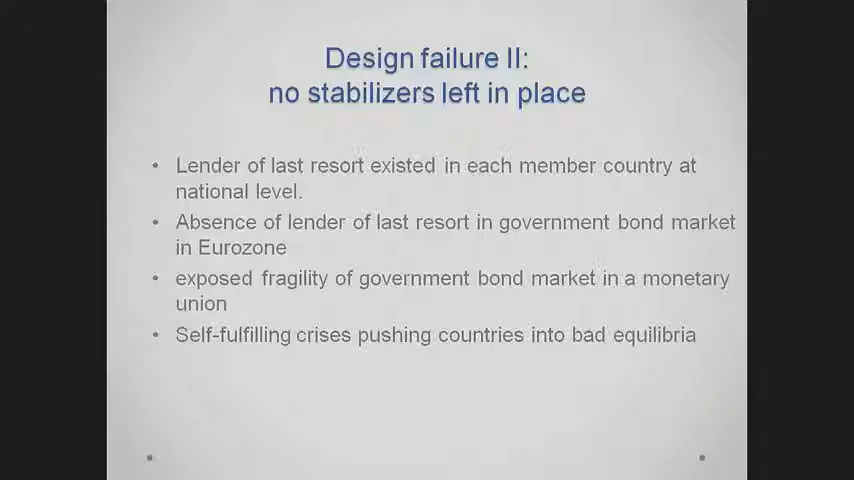 Design failure II:
no stabilizers left in place
• Lender of last resort existed in each member country at
national level.
• Absence of lender of last resort in government bond market
in Eurozone
• exposed fragility of government bond market in a monetary
union
• Self-fulfilling crises pushing countries into bad equilibria